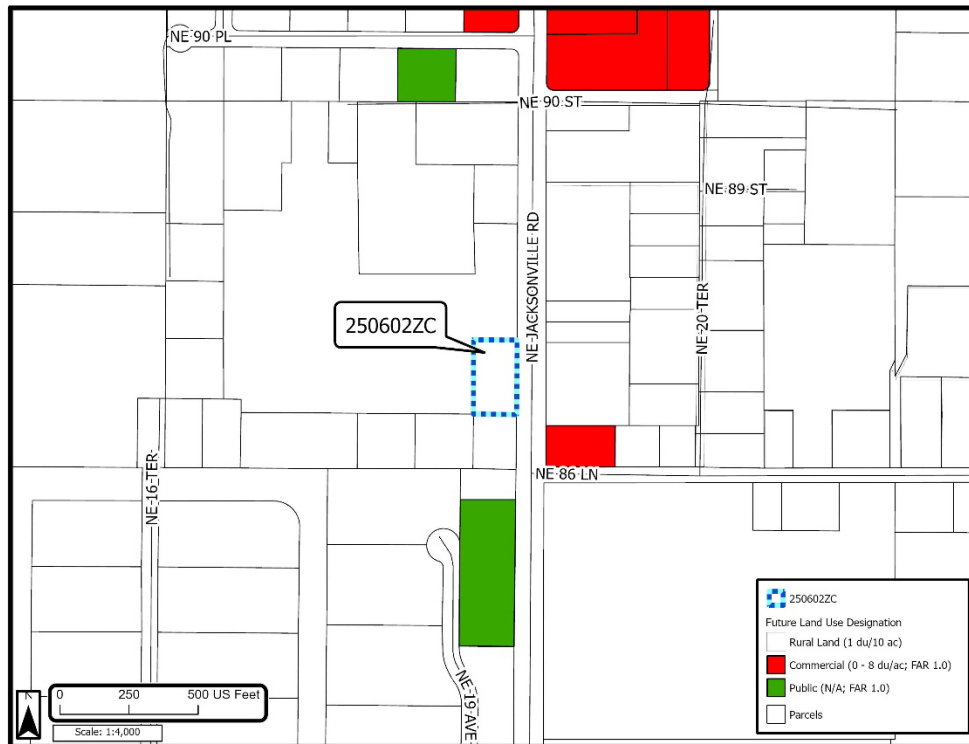 NE 90 PL
NE 90 ST
NE 89 ST
NE JACKSONVILLE RD
NE 20 TER
250602ZC
NE 86 LN
NE 16 TER
NE 19 AVE
0 250 500 US Feet
Scale: 1:4,000
250602ZC
Future Land Use Designation
Rural Land (1 du/10 ac)
Commercial (0 - 8 du/ac; FAR 1.0)
Public (N/A; FAR 1.0)
Parcels